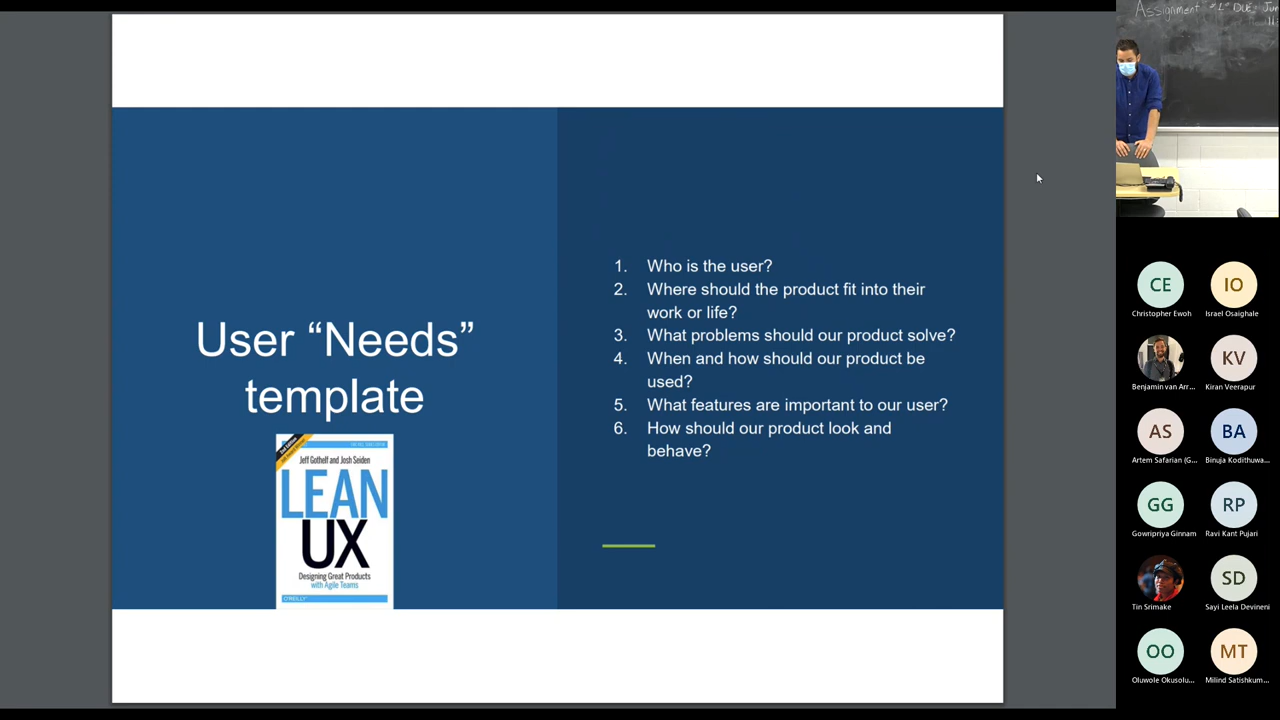 User “Needs”
template
Jeff Gothelf and Josh Seiden
LEAN
UX
Designing Great Products
with Agile Teams
O'REILLY
1. Who is the user?
2. Where should the product fit into their
work or life?
3. What problems should our product solve?
4. When and how should our product be
used?
5. What features are important to our user?
6. How should our product look and
behave?
Assignment #1 DUE: Jun
CE
Christopher Ewoh
IO
Israel Osaighale
Benjamin van Arr...
KV
Kiran Veerapur
AS
Artem Safarian (G...
BA
Binuja Kodithuwa...
GG
Gowripriya Ginnam
RP
Ravi Kant Pujari
Tin Srimake
SD
Sayi Leela Devineni
OO
Oluwole Okusolu...
MT
Milind Satishkum...